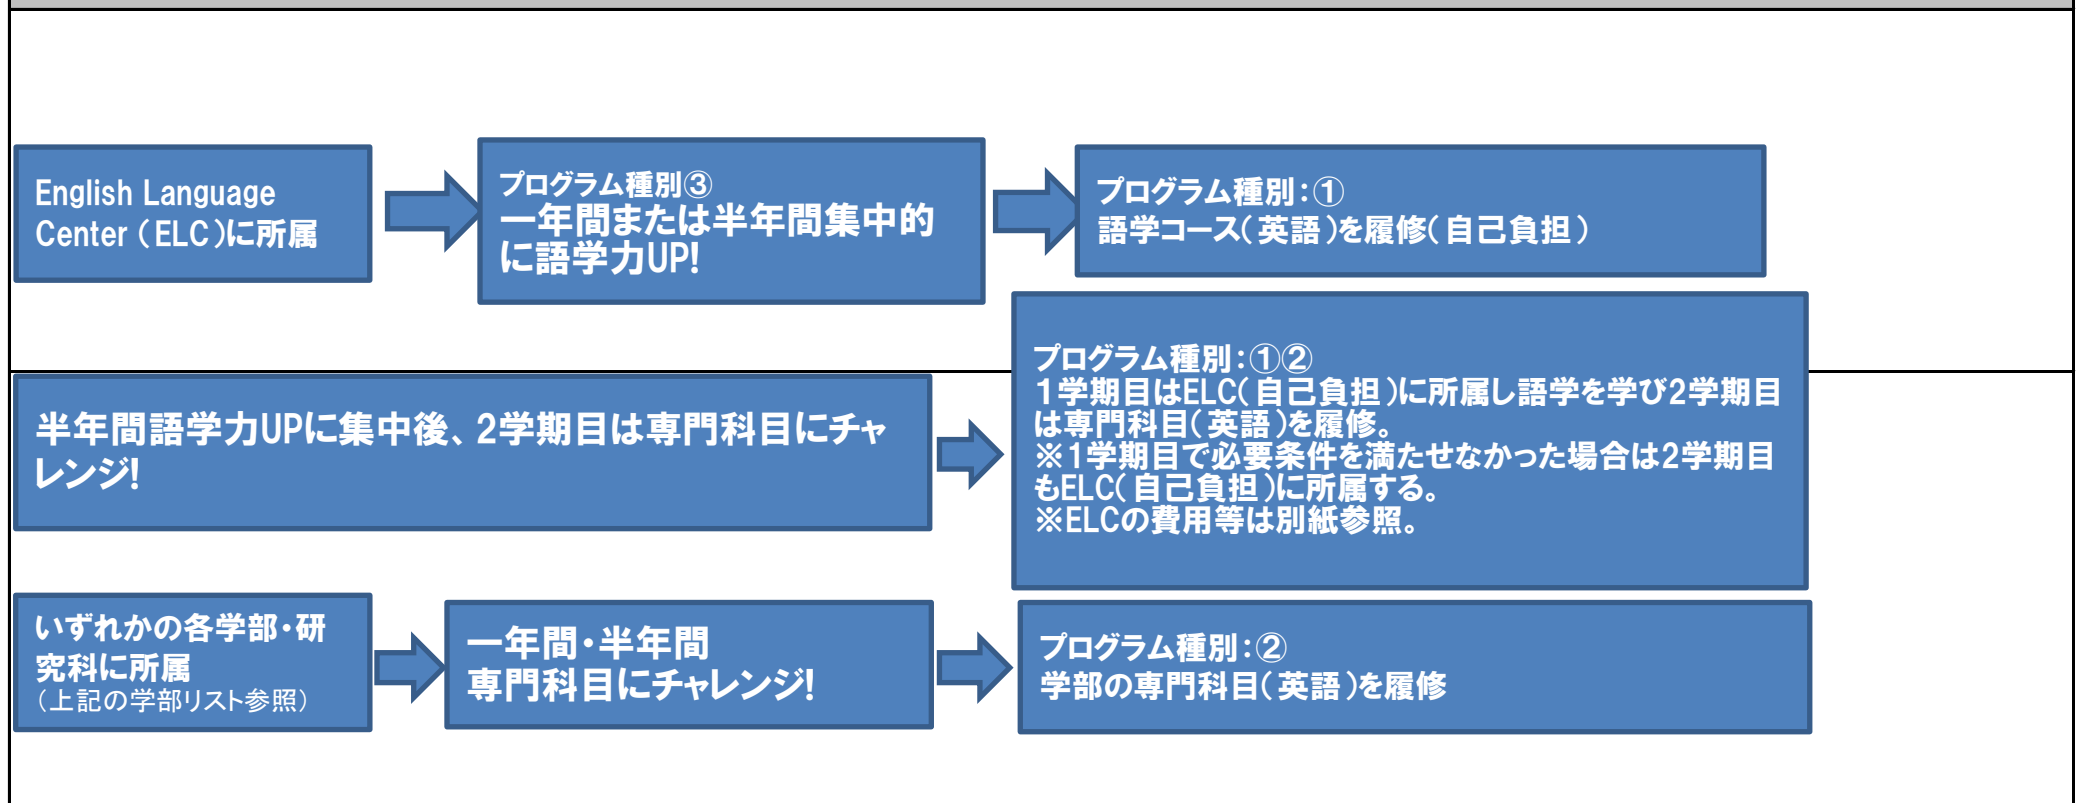 English Language
Center (ELC)に所属
プログラム種別③
一年間または半年間集中的
に語学力UP!
プログラム種別:①
語学コース(英語)を履修(自己負担)
半年間語学力UPに集中後、2学期目は専門科目にチャ
レンジ!
プログラム種別:①②
1学期目はELC(自己負担)に所属し語学を学び2学期目
は専門科目(英語)を履修。
※1学期目で必要条件を満たせなかった場合は2学期目
もELC(自己負担)に所属する。
※ELCの費用等は別紙参照。
いずれかの各学部・研
究科に所属
(上記の学部リスト参照)
一年間・半年間
専門科目にチャレンジ!
プログラム種別:②
学部の専門科目(英語)を履修